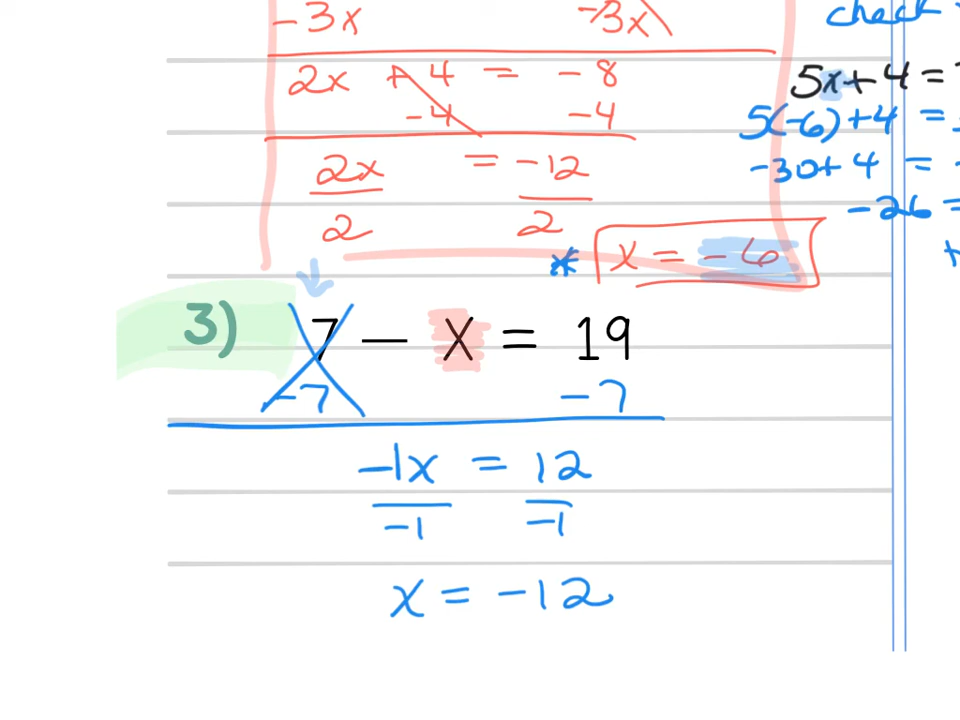 -3x -3x
check
2x + 4 = -8
5x + 4 =
-4 -4
5(-6) + 4 =
2x = -12
-30 + 4 = -
2 2
-26 =
* x = -6
3) 7 - x = 19
-7 -7
-1x = 12
-1 -1
x = -12